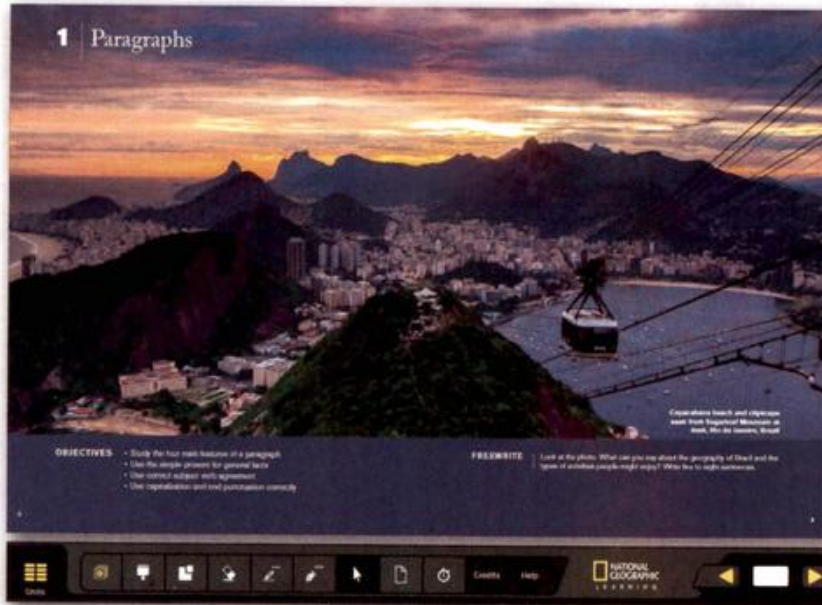 1 Paragraphs
Copacabana beach and cityscape
seen from Sugarloaf Mountain at
dusk, Rio de Janeiro, Brazil
OBJECTIVES
• Study the four main features of a paragraph
• Use the simple present for general facts
• Use correct subject-verb agreement
• Use capitalization and end punctuation correctly
FREEWRITE
Look at the photo. What can you say about the geography of Brazil and the
types of activities people might enjoy? Write five to eight sentences.
Units
Credits
Help
NATIONAL
GEOGRAPHIC
LEARNING